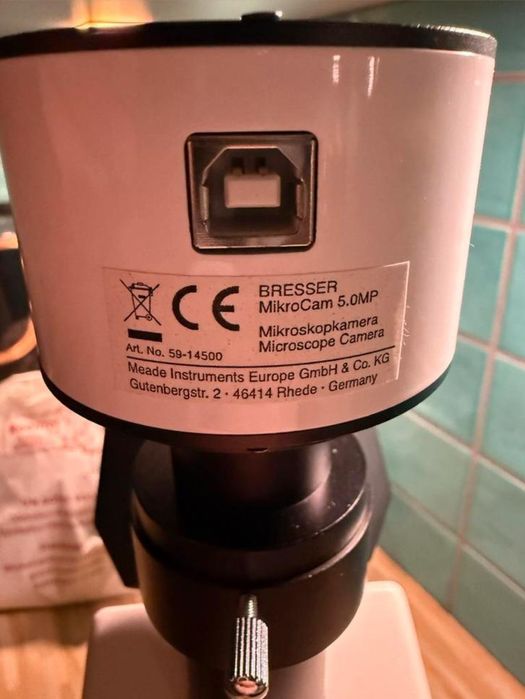 CE
BRESSER
MikroCam 5.0MP
Mikroskopkamera
Microscope Camera
Art. No. 59-14500
Meade Instruments Europe GmbH & Co. KG
Gutenbergstr. 2 · 46414 Rhede · Germany